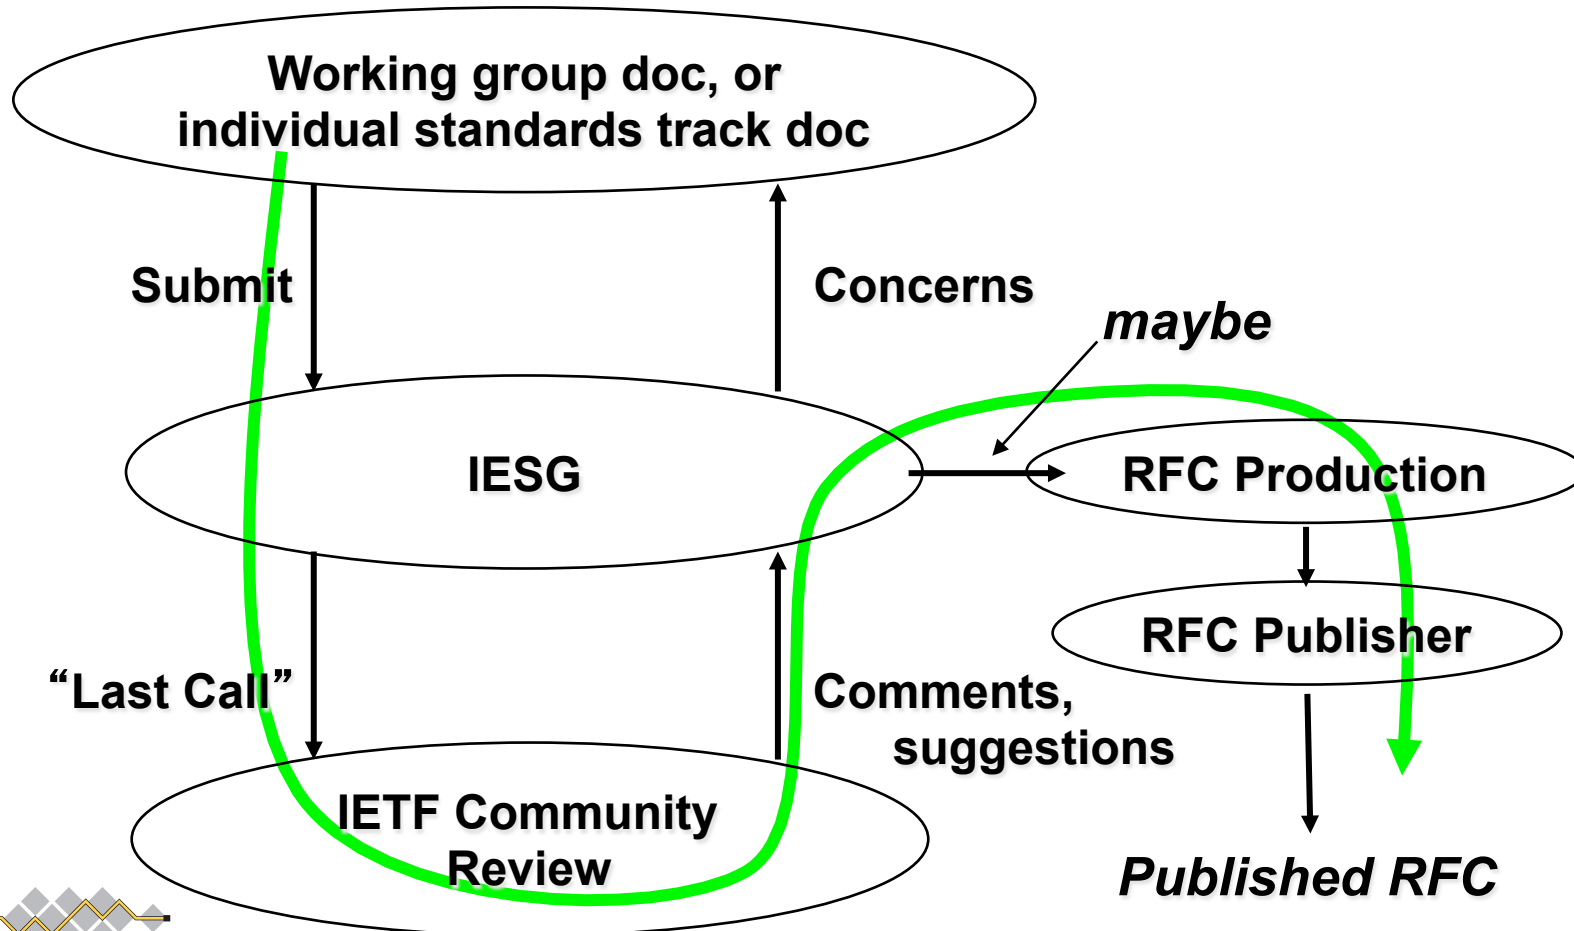 Working group doc, or
individual standards track doc
Submit
Concerns
maybe
IESG
RFC Production
RFC Publisher
“Last Call”
Comments,
suggestions
IETF Community
Review
Published RFC